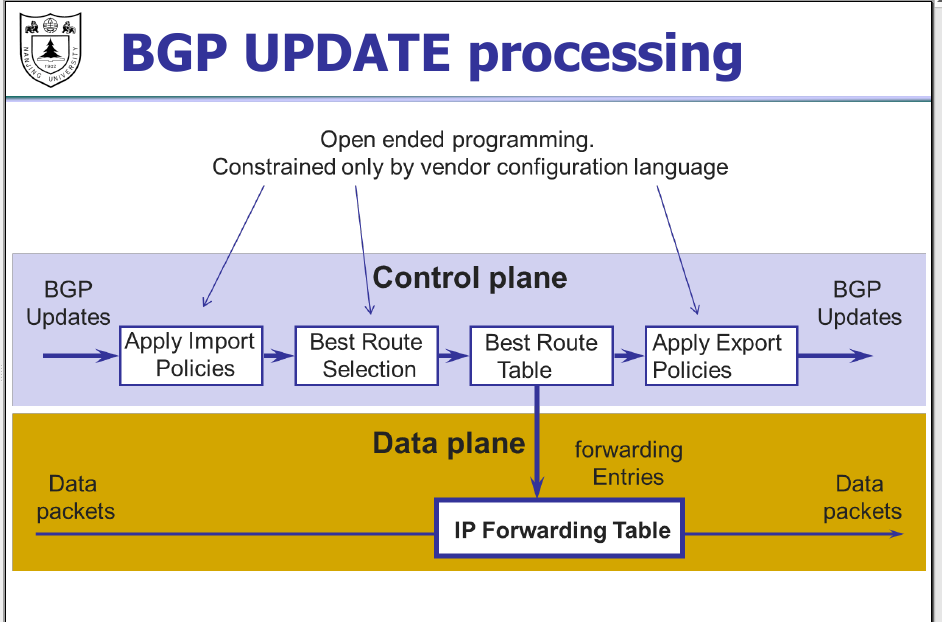 NANJING UNIVERSITY
1902
BGP UPDATE processing
Open ended programming.
Constrained only by vendor configuration language
Control plane
BGP
Updates
Apply Import
Policies
Best Route
Selection
Best Route
Table
Apply Export
Policies
BGP
Updates
Data plane
forwarding
Entries
Data
packets
IP Forwarding Table
Data
packets